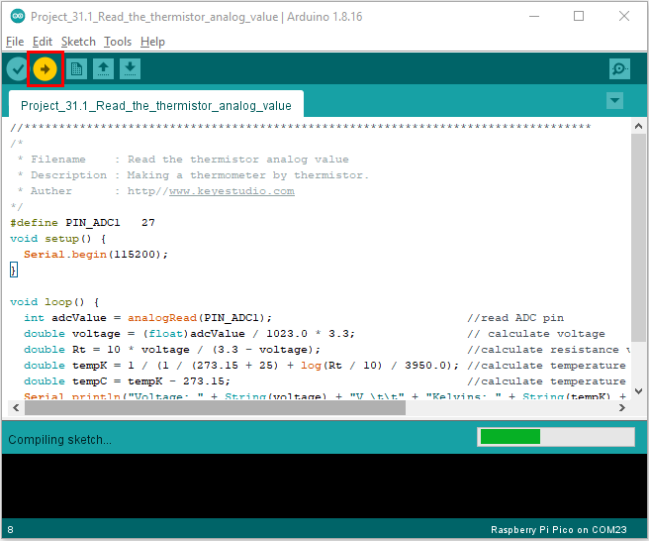 Project_31.1_Read_the_thermistor_analog_value | Arduino 1.8.16
File Edit Sketch Tools Help
Project_31.1_Read_the_thermistor_analog_value
//**********************************************************************************
/*
 * Filename    : Read the thermistor analog value
 * Description : Making a thermometer by thermistor.
 * Auther      : http//www.keyestudio.com
*/
#define PIN_ADC1   27
void setup() {
  Serial.begin(115200);
}
void loop() {
  int adcValue = analogRead(PIN_ADC1);                            //read ADC pin
  double voltage = (float)adcValue / 1023.0 * 3.3;                // calculate voltage
  double Rt = 10 * voltage / (3.3 - voltage);                     //calculate resistance v
  double tempK = 1 / (1 / (273.15 + 25) + log(Rt / 10) / 3950.0); //calculate temperature
  double tempC = tempK - 273.15;                                  //calculate temperature
  Serial.println("Voltage: " + String(voltage) + "V,\t\t" + "Kelvins: " + String(tempK) +
Compiling sketch...
8 Raspberry Pi Pico on COM23